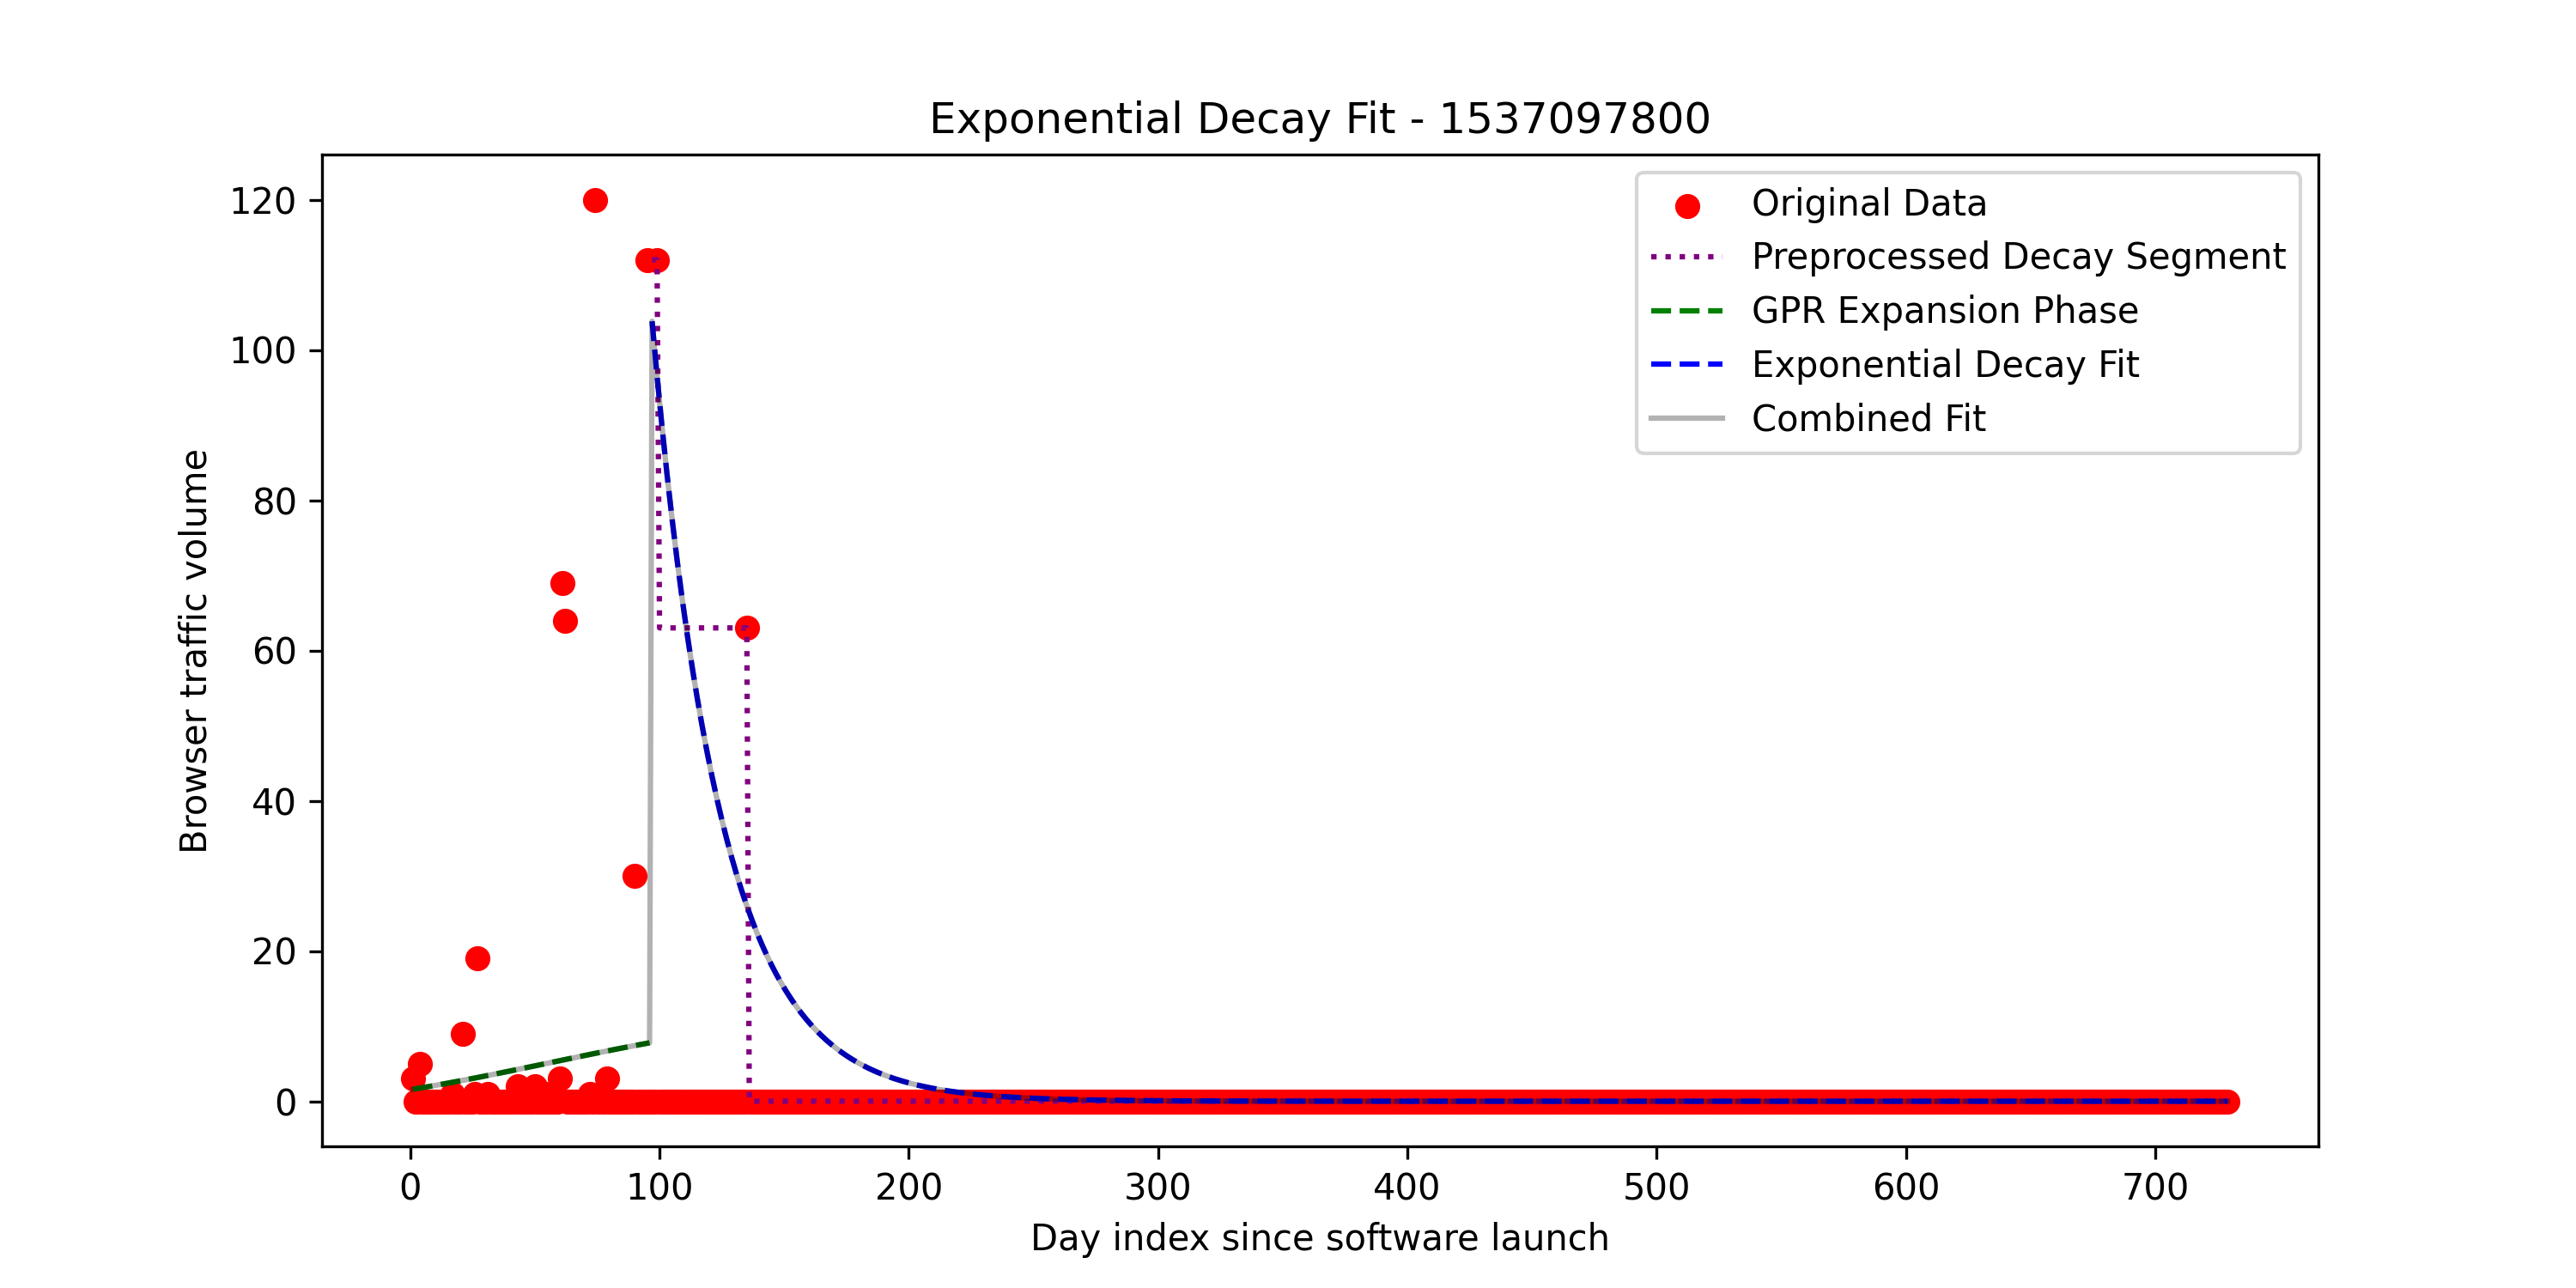 Exponential Decay Fit - 1537097800
Original Data
Preprocessed Decay Segment
GPR Expansion Phase
Exponential Decay Fit
Combined Fit
Browser traffic volume
120
100
80
60
40
20
0
0 100 200 300 400 500 600 700
Day index since software launch